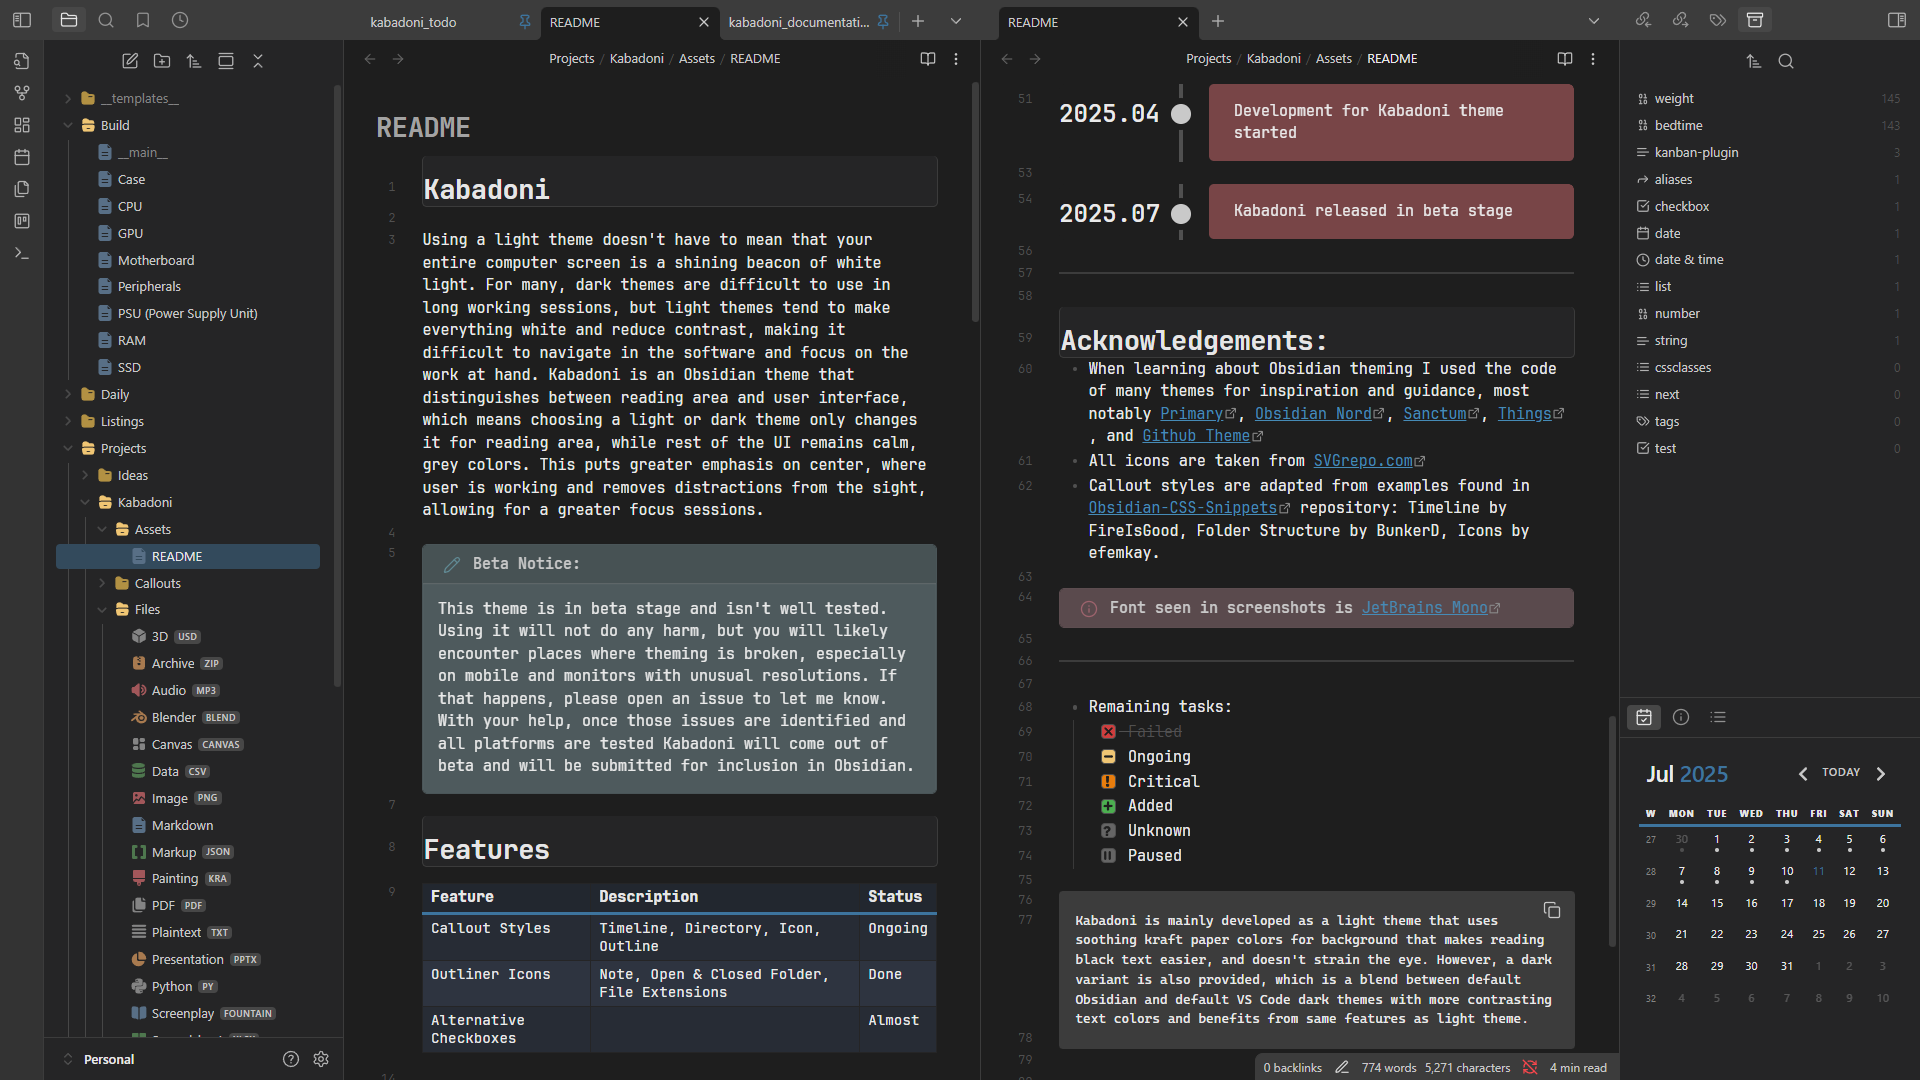 kabadoni_todo
README
kabadoni_documentati...
README
Projects / Kabadoni / Assets / README
Projects / Kabadoni / Assets / README
__templates__
Build
__main__
Case
CPU
GPU
Motherboard
Peripherals
PSU (Power Supply Unit)
RAM
SSD
Daily
Listings
Projects
Ideas
Kabadoni
Assets
README
Callouts
Files
3D USD
Archive ZIP
Audio MP3
Blender BLEND
Canvas CANVAS
Data CSV
Image PNG
Markdown
Markup JSON
Painting KRA
PDF PDF
Plaintext TXT
Presentation PPTX
Python PY
Screenplay FOUNTAIN
Personal
README
1 Kabadoni
2
3 Using a light theme doesn't have to mean that your
entire computer screen is a shining beacon of white
light. For many, dark themes are difficult to use in
long working sessions, but light themes tend to make
everything white and reduce contrast, making it
difficult to navigate in the software and focus on the
work at hand. Kabadoni is an Obsidian theme that
distinguishes between reading area and user interface,
which means choosing a light or dark theme only changes
it for reading area, while rest of the UI remains calm,
grey colors. This puts greater emphasis on center, where
user is working and removes distractions from the sight,
allowing for a greater focus sessions.
4
5 Beta Notice:
This theme is in beta stage and isn't well tested.
Using it will not do any harm, but you will likely
encounter places where theming is broken, especially
on mobile and monitors with unusual resolutions. If
that happens, please open an issue to let me know.
With your help, once those issues are identified and
all platforms are tested Kabadoni will come out of
beta and will be submitted for inclusion in Obsidian.
7
8 Features
9 Feature Description Status
Callout Styles Timeline, Directory, Icon, Outline Ongoing
Outliner Icons Note, Open & Closed Folder, File Extensions Done
Alternative Checkboxes Almost
14
51 2025.04 Development for Kabadoni theme
started
53
54 2025.07 Kabadoni released in beta stage
56
57
58
59 Acknowledgements:
60 When learning about Obsidian theming I used the code
of many themes for inspiration and guidance, most
notably Primary, Obsidian Nord, Sanctum, Things
, and Github Theme
61 All icons are taken from SVGrepo.com
62 Callout styles are adapted from examples found in
Obsidian-CSS-Snippets repository: Timeline by
FireIsGood, Folder Structure by BunkerD, Icons by
efemkay.
63
64 Font seen in screenshots is JetBrains Mono
65
66
67
68 Remaining tasks:
69 Failed
70 Ongoing
71 Critical
72 Added
73 Unknown
74 Paused
75
76
77 Kabadoni is mainly developed as a light theme that uses
soothing kraft paper colors for background that makes reading
black text easier, and doesn't strain the eye. However, a dark
variant is also provided, which is a blend between default
Obsidian and default VS Code dark themes with more contrasting
text colors and benefits from same features as light theme.
78
79
0 backlinks 774 words 5,271 characters 4 min read
weight 145
bedtime 143
kanban-plugin 3
aliases 1
checkbox 1
date 1
date & time 1
list 1
number 1
string 1
cssclasses 0
next 0
tags 0
test 0
Jul 2025 TODAY
W MON TUE WED THU FRI SAT SUN
27 30 1 2 3 4 5 6
28 7 8 9 10 11 12 13
29 14 15 16 17 18 19 20
30 21 22 23 24 25 26 27
31 28 29 30 31 1 2 3
32 4 5 6 7 8 9 10